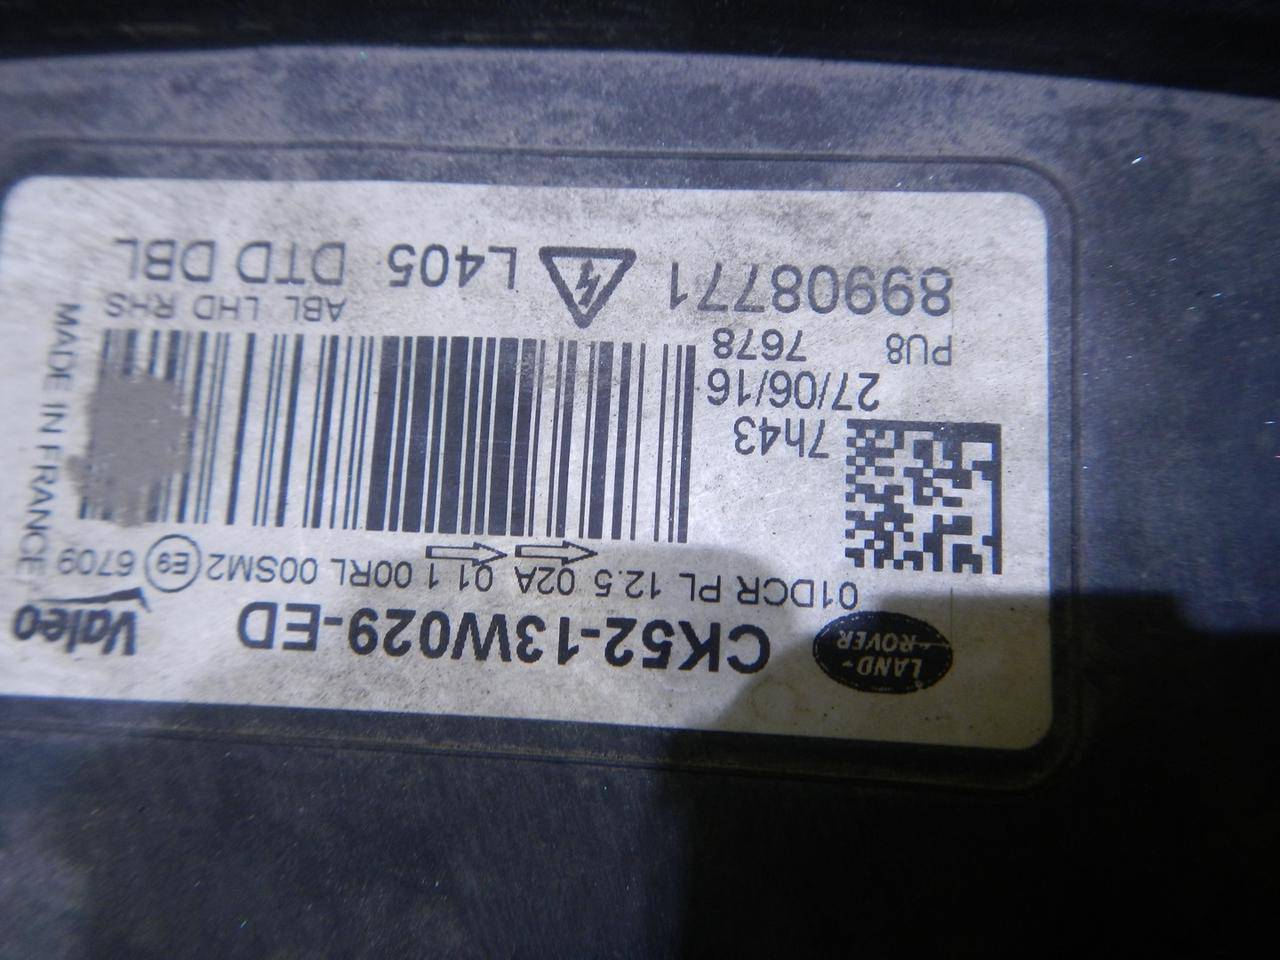 LAND-
-ROVER
CK52-13W029-ED
Valeo
01DCR PL 12.5 02A 01 1 00RL 00SM2 E9 6709
7h43
27/06/16
PU8 7678
89908771
L405 DTD DBL
ABL LHD RHS
MADE IN FRANCE